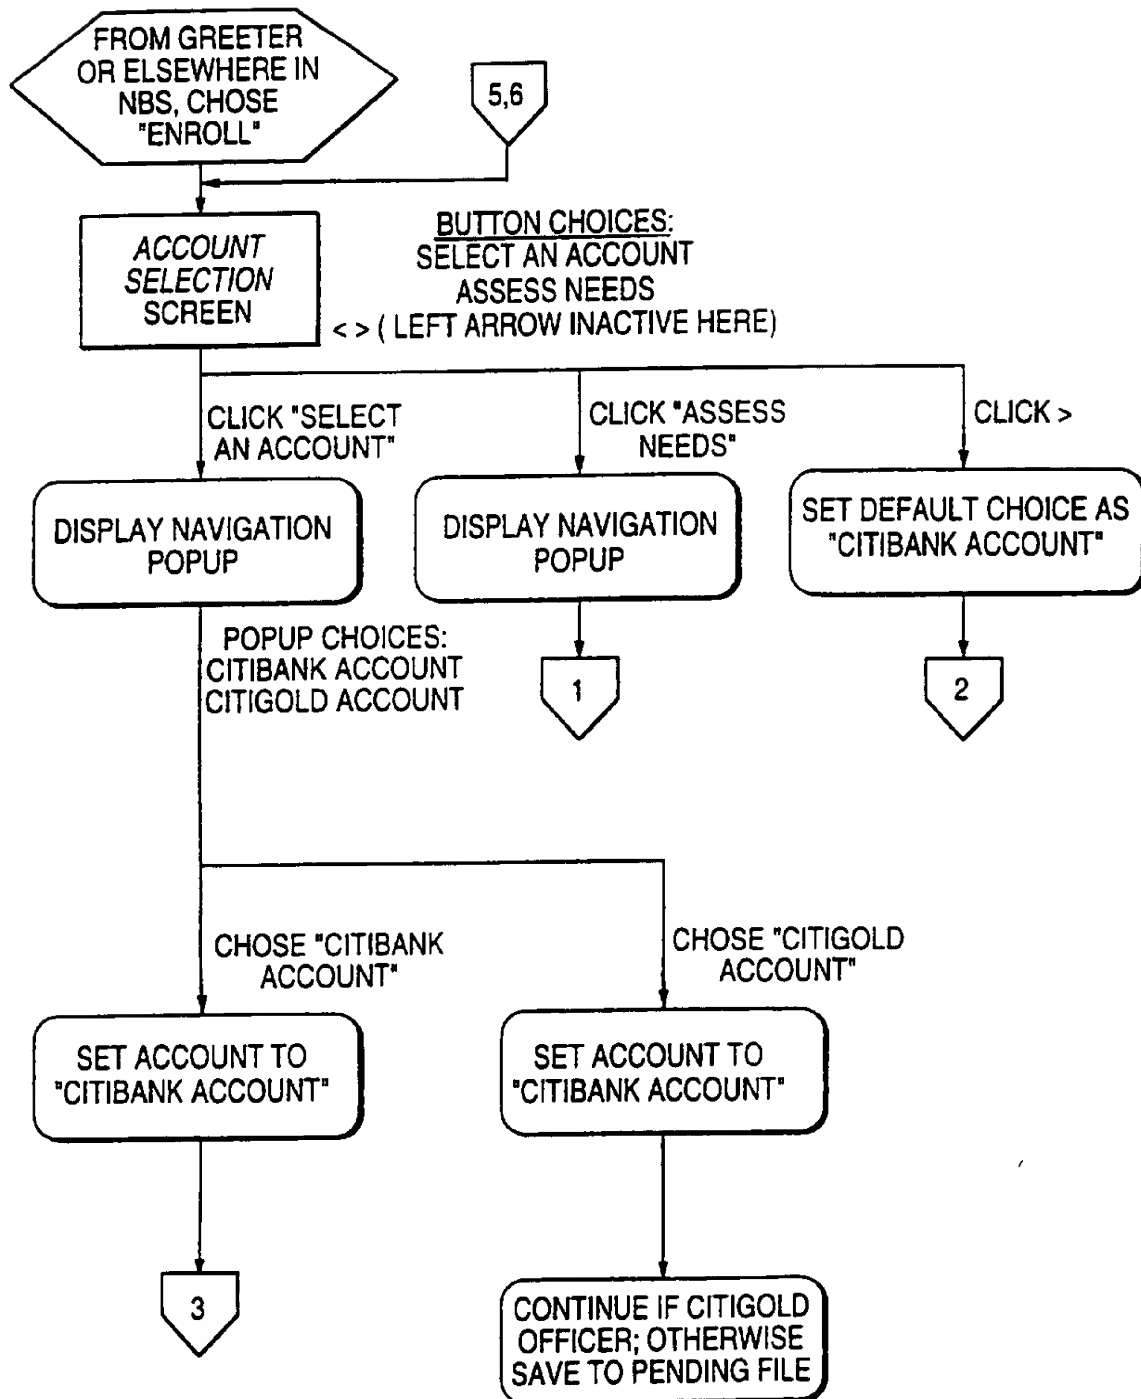 FROM GREETER
OR ELSEWHERE IN
NBS, CHOSE
"ENROLL"
5,6
ACCOUNT
SELECTION
SCREEN
BUTTON CHOICES:
SELECT AN ACCOUNT
ASSESS NEEDS
< > ( LEFT ARROW INACTIVE HERE)
CLICK "SELECT
AN ACCOUNT"
CLICK "ASSESS
NEEDS"
CLICK >
DISPLAY NAVIGATION
POPUP
DISPLAY NAVIGATION
POPUP
SET DEFAULT CHOICE AS
"CITIBANK ACCOUNT"
POPUP CHOICES:
CITIBANK ACCOUNT
CITIGOLD ACCOUNT
1
2
CHOSE "CITIBANK
ACCOUNT"
CHOSE "CITIGOLD
ACCOUNT"
SET ACCOUNT TO
"CITIBANK ACCOUNT"
SET ACCOUNT TO
"CITIBANK ACCOUNT"
3
CONTINUE IF CITIGOLD
OFFICER; OTHERWISE
SAVE TO PENDING FILE